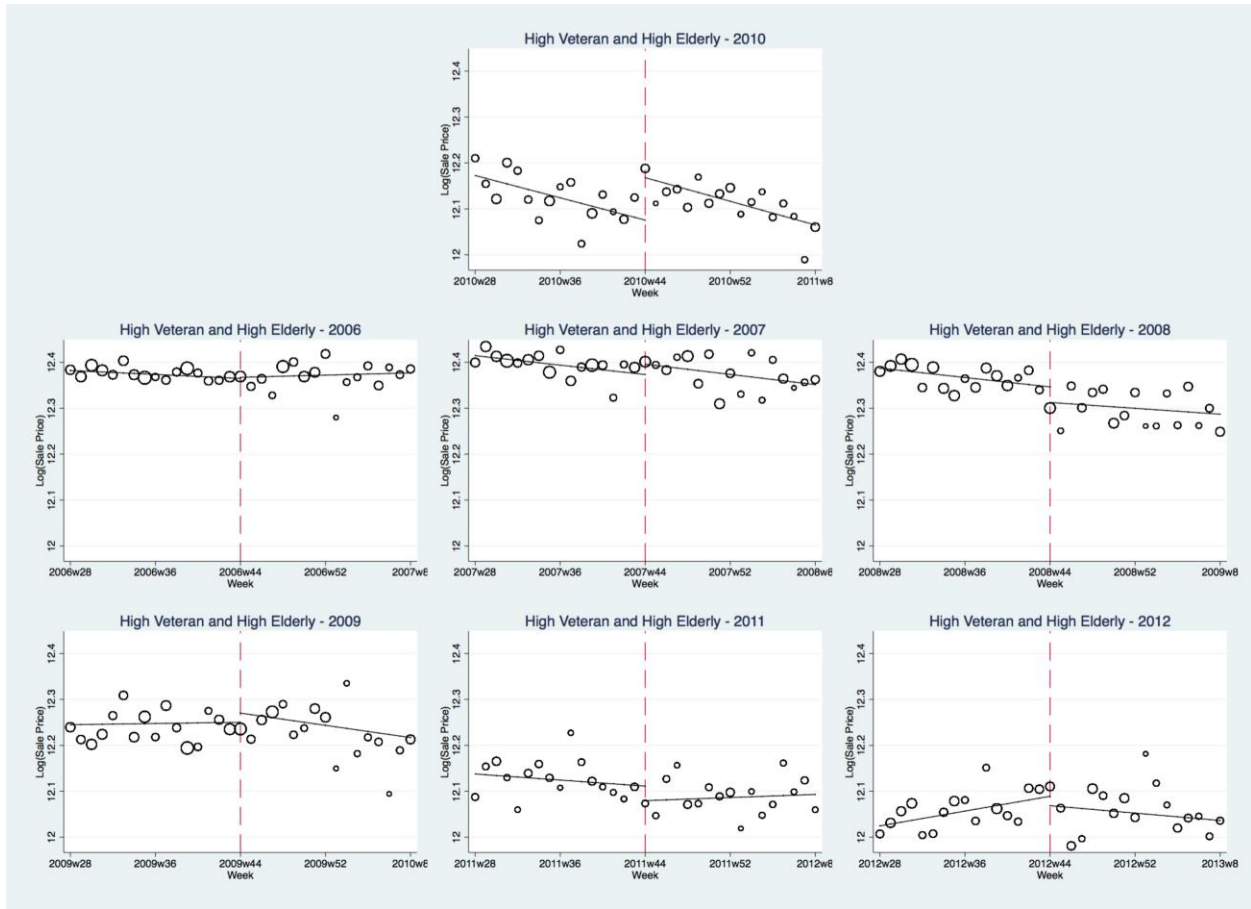 High Veteran and High Elderly - 2010
Log(Sale Price)
12.4
12.3
12.2
12.1
12
2010w28 2010w36 2010w44 2010w52 2011w8
Week
High Veteran and High Elderly - 2006
Log(Sale Price)
12.4
12.3
12.2
12.1
12
2006w28 2006w36 2006w44 2006w52 2007w8
Week
High Veteran and High Elderly - 2007
Log(Sale Price)
12.4
12.3
12.2
12.1
12
2007w28 2007w36 2007w44 2007w52 2008w8
Week
High Veteran and High Elderly - 2008
Log(Sale Price)
12.4
12.3
12.2
12.1
12
2008w28 2008w36 2008w44 2008w52 2009w8
Week
High Veteran and High Elderly - 2009
Log(Sale Price)
12.4
12.3
12.2
12.1
12
2009w28 2009w36 2009w44 2009w52 2010w8
Week
High Veteran and High Elderly - 2011
Log(Sale Price)
12.4
12.3
12.2
12.1
12
2011w28 2011w36 2011w44 2011w52 2012w8
Week
High Veteran and High Elderly - 2012
Log(Sale Price)
12.4
12.3
12.2
12.1
12
2012w28 2012w36 2012w44 2012w52 2013w8
Week